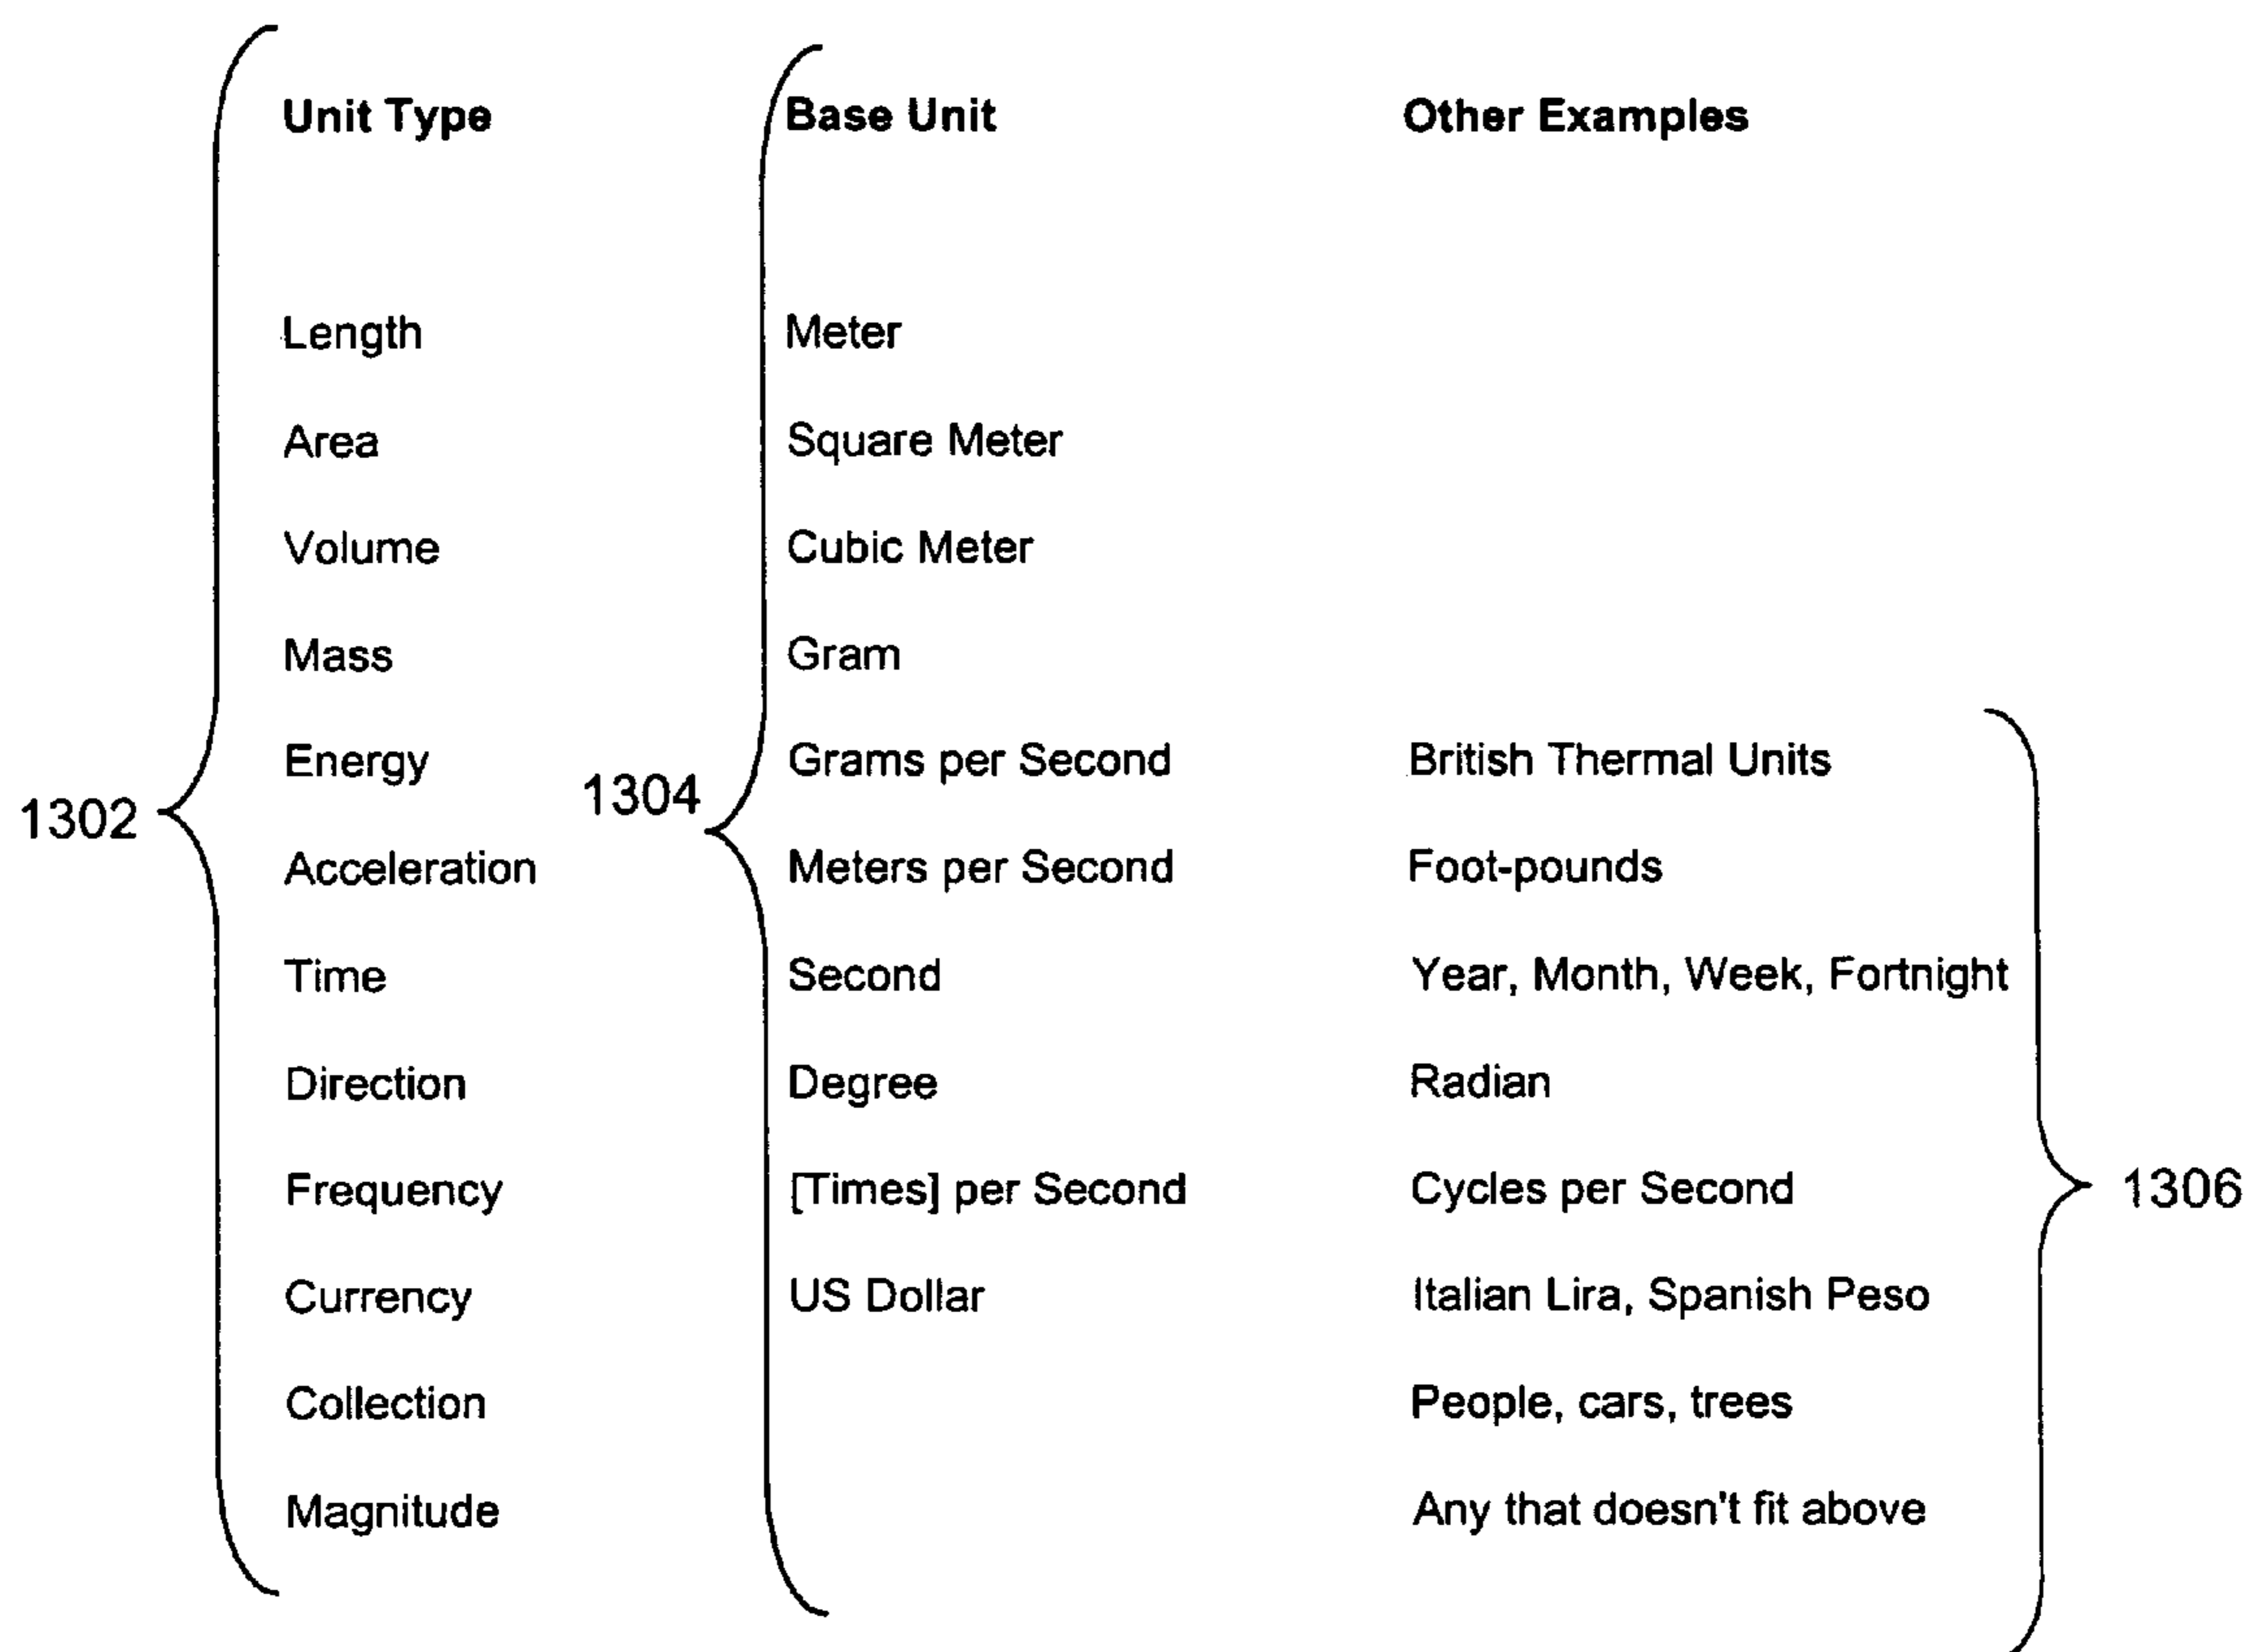 Unit Type Base Unit Other Examples
Length Meter
Area Square Meter
Volume Cubic Meter
Mass Gram
Energy Grams per Second British Thermal Units
1302 1304
Acceleration Meters per Second Foot-pounds
Time Second Year, Month, Week, Fortnight
Direction Degree Radian
Frequency [Times] per Second Cycles per Second 1306
Currency US Dollar Italian Lira, Spanish Peso
Collection People, cars, trees
Magnitude Any that doesn't fit above